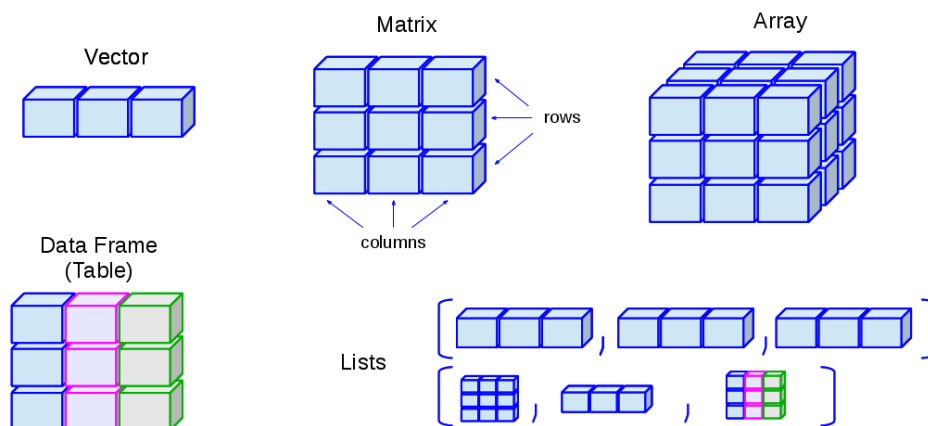 Vector
Matrix
Array
rows
columns
Data Frame
(Table)
Lists